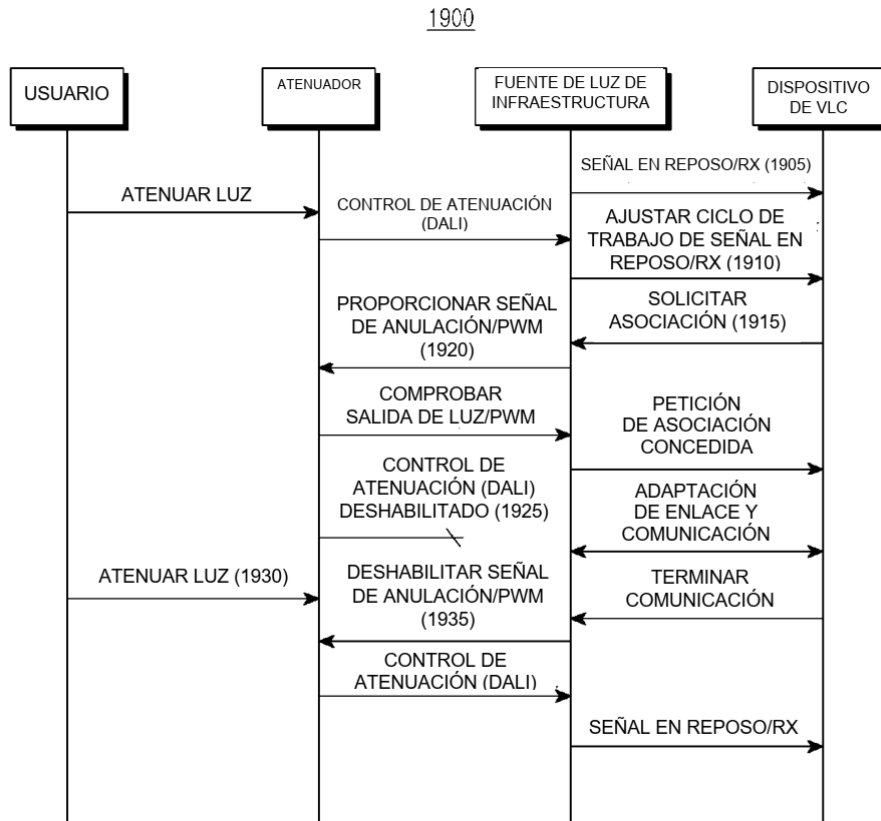 1900
USUARIO
ATENUADOR
FUENTE DE LUZ DE
INFRAESTRUCTURA
DISPOSITIVO
DE VLC
SEÑAL EN REPOSO/RX (1905)
ATENUAR LUZ
CONTROL DE ATENUACIÓN
(DALI)
AJUSTAR CICLO DE
TRABAJO DE SEÑAL EN
REPOSO/RX (1910)
SOLICITAR
ASOCIACIÓN (1915)
PROPORCIONAR SEÑAL
DE ANULACIÓN/PWM
(1920)
COMPROBAR
SALIDA DE LUZ/PWM
PETICIÓN
DE ASOCIACIÓN
CONCEDIDA
CONTROL DE
ATENUACIÓN (DALI)
DESHABILITADO (1925)
ADAPTACIÓN
DE ENLACE Y
COMUNICACIÓN
ATENUAR LUZ (1930)
DESHABILITAR SEÑAL
DE ANULACIÓN/PWM
(1935)
TERMINAR
COMUNICACIÓN
CONTROL DE
ATENUACIÓN (DALI)
SEÑAL EN REPOSO/RX